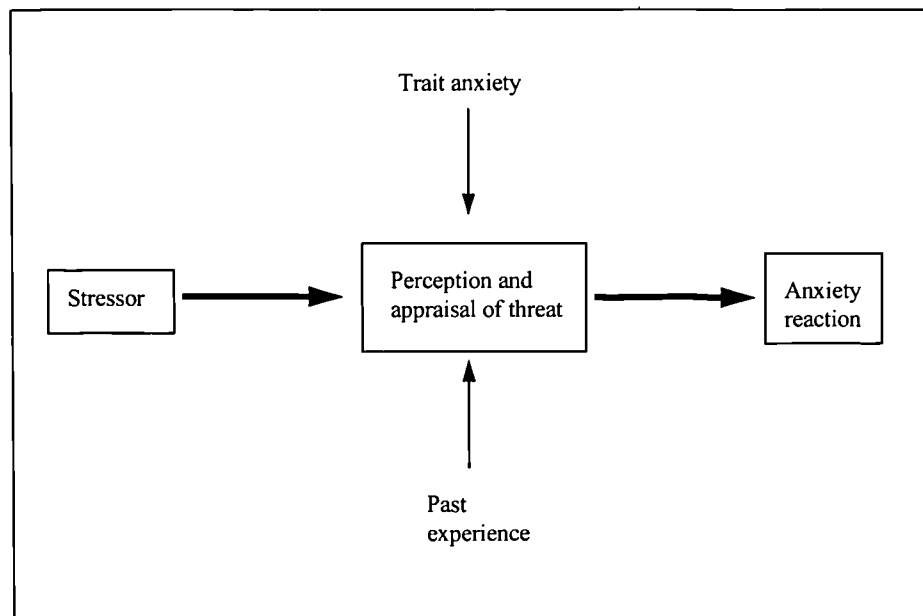 Trait anxiety
Stressor
Perception and
appraisal of threat
Anxiety
reaction
Past
experience